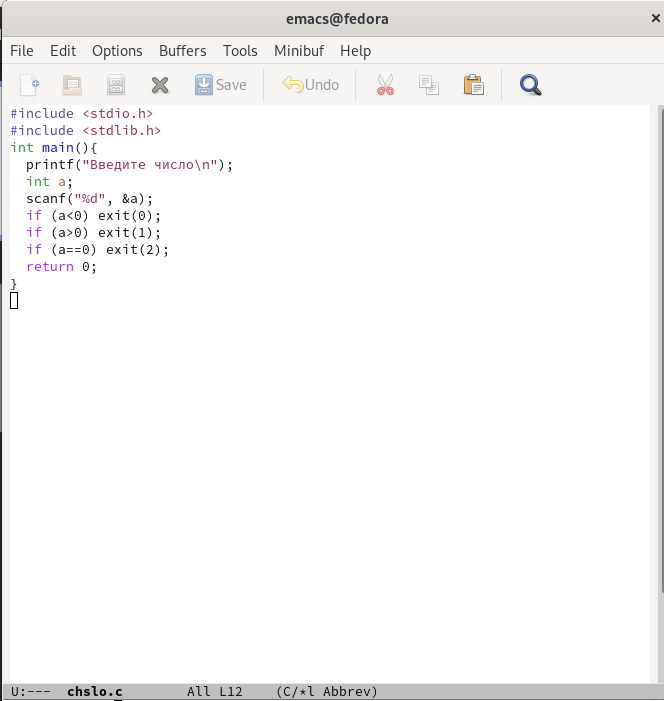 emacs@fedora
File Edit Options Buffers Tools Minibuf Help
Save Undo
#include <stdio.h>
#include <stdlib.h>
int main(){
  printf("Введите число\n");
  int a;
  scanf("%d", &a);
  if (a<0) exit(0);
  if (a>0) exit(1);
  if (a==0) exit(2);
  return 0;
}
U:---  chslo.c        All L12    (C/*l Abbrev)